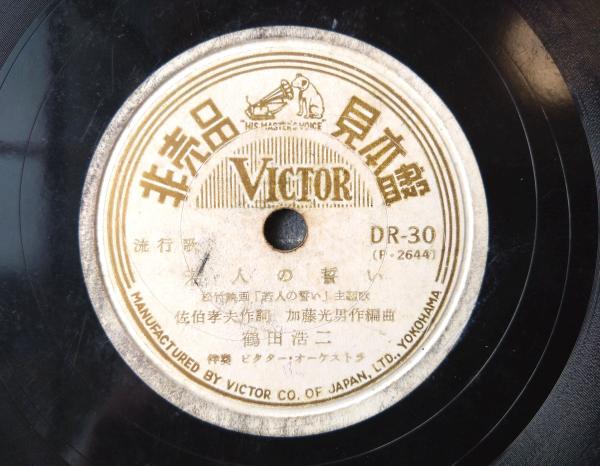 非売品 見本盤
"HIS MASTER'S VOICE"
VICTOR
流行歌
DR-30
(P・2644)
若人の誓い
松竹映画「若人の誓い」主題歌
佐伯孝夫作詞 加藤光男作編曲
鶴田浩二
伴奏 ビクター・オーケストラ
MANUFACTURED BY VICTOR CO. OF JAPAN, LTD., YOKOHAMA